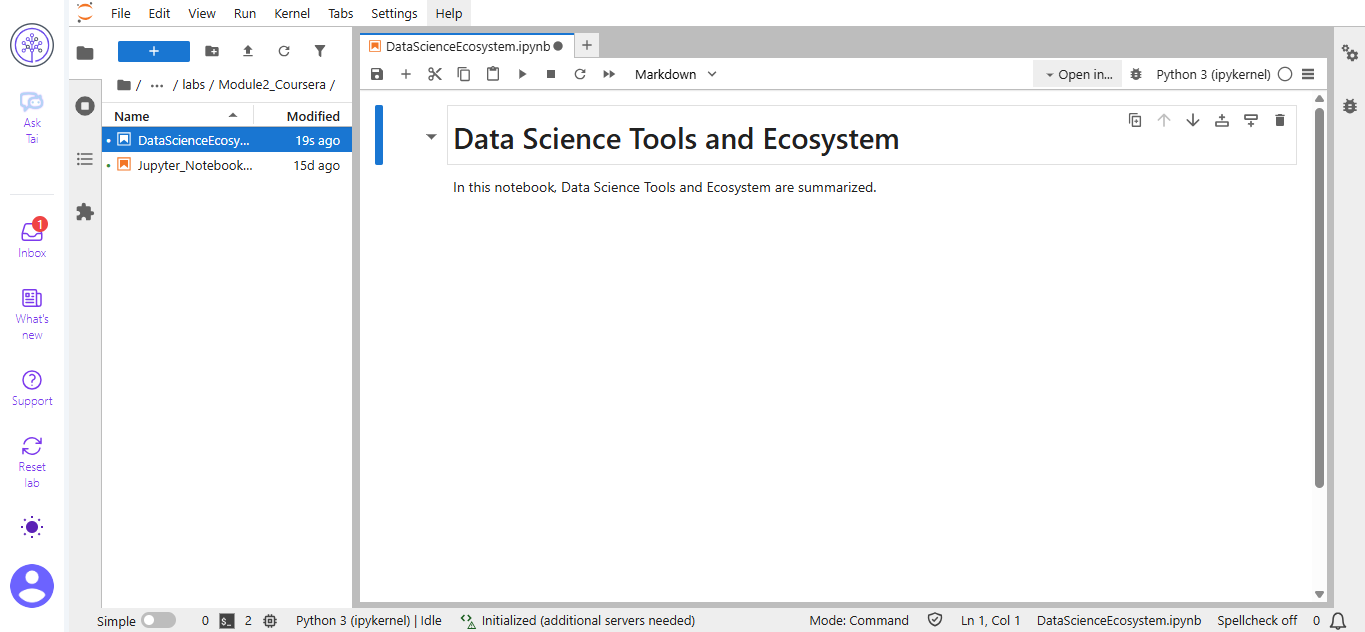 File Edit View Run Kernel Tabs Settings Help
Ask
Tai
1
Inbox
What's
new
Support
Reset
lab
/ ... / labs / Module2_Coursera /
Name Modified
DataScienceEcosy... 19s ago
Jupyter_Notebook... 15d ago
DataScienceEcosystem.ipynb
Markdown Open in... Python 3 (ipykernel)
Data Science Tools and Ecosystem
In this notebook, Data Science Tools and Ecosystem are summarized.
Simple 0 $_ 2 Python 3 (ipykernel) | Idle Initialized (additional servers needed) Mode: Command Ln 1, Col 1 DataScienceEcosystem.ipynb Spellcheck off 0